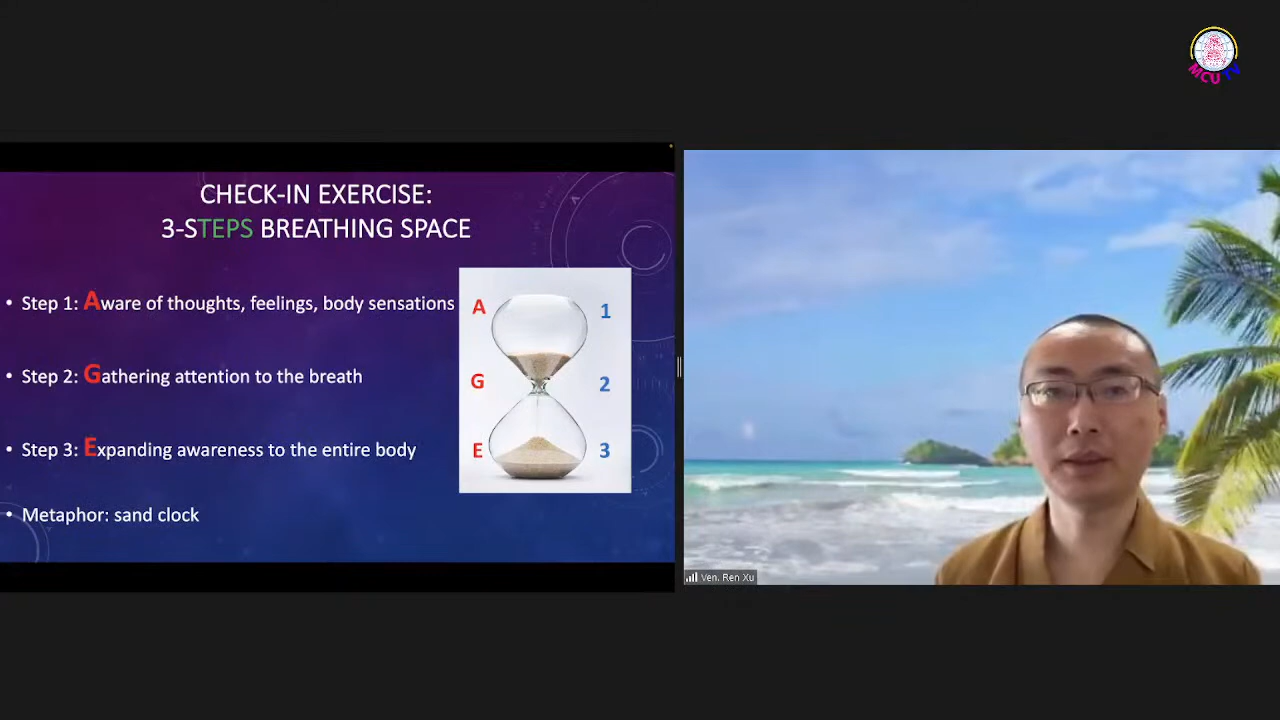 MCU TV
CHECK-IN EXERCISE:
3-STEPS BREATHING SPACE
• Step 1: Aware of thoughts, feelings, body sensations
• Step 2: Gathering attention to the breath
• Step 3: Expanding awareness to the entire body
• Metaphor: sand clock
A 1
G 2
E 3
Ven. Ren Xu